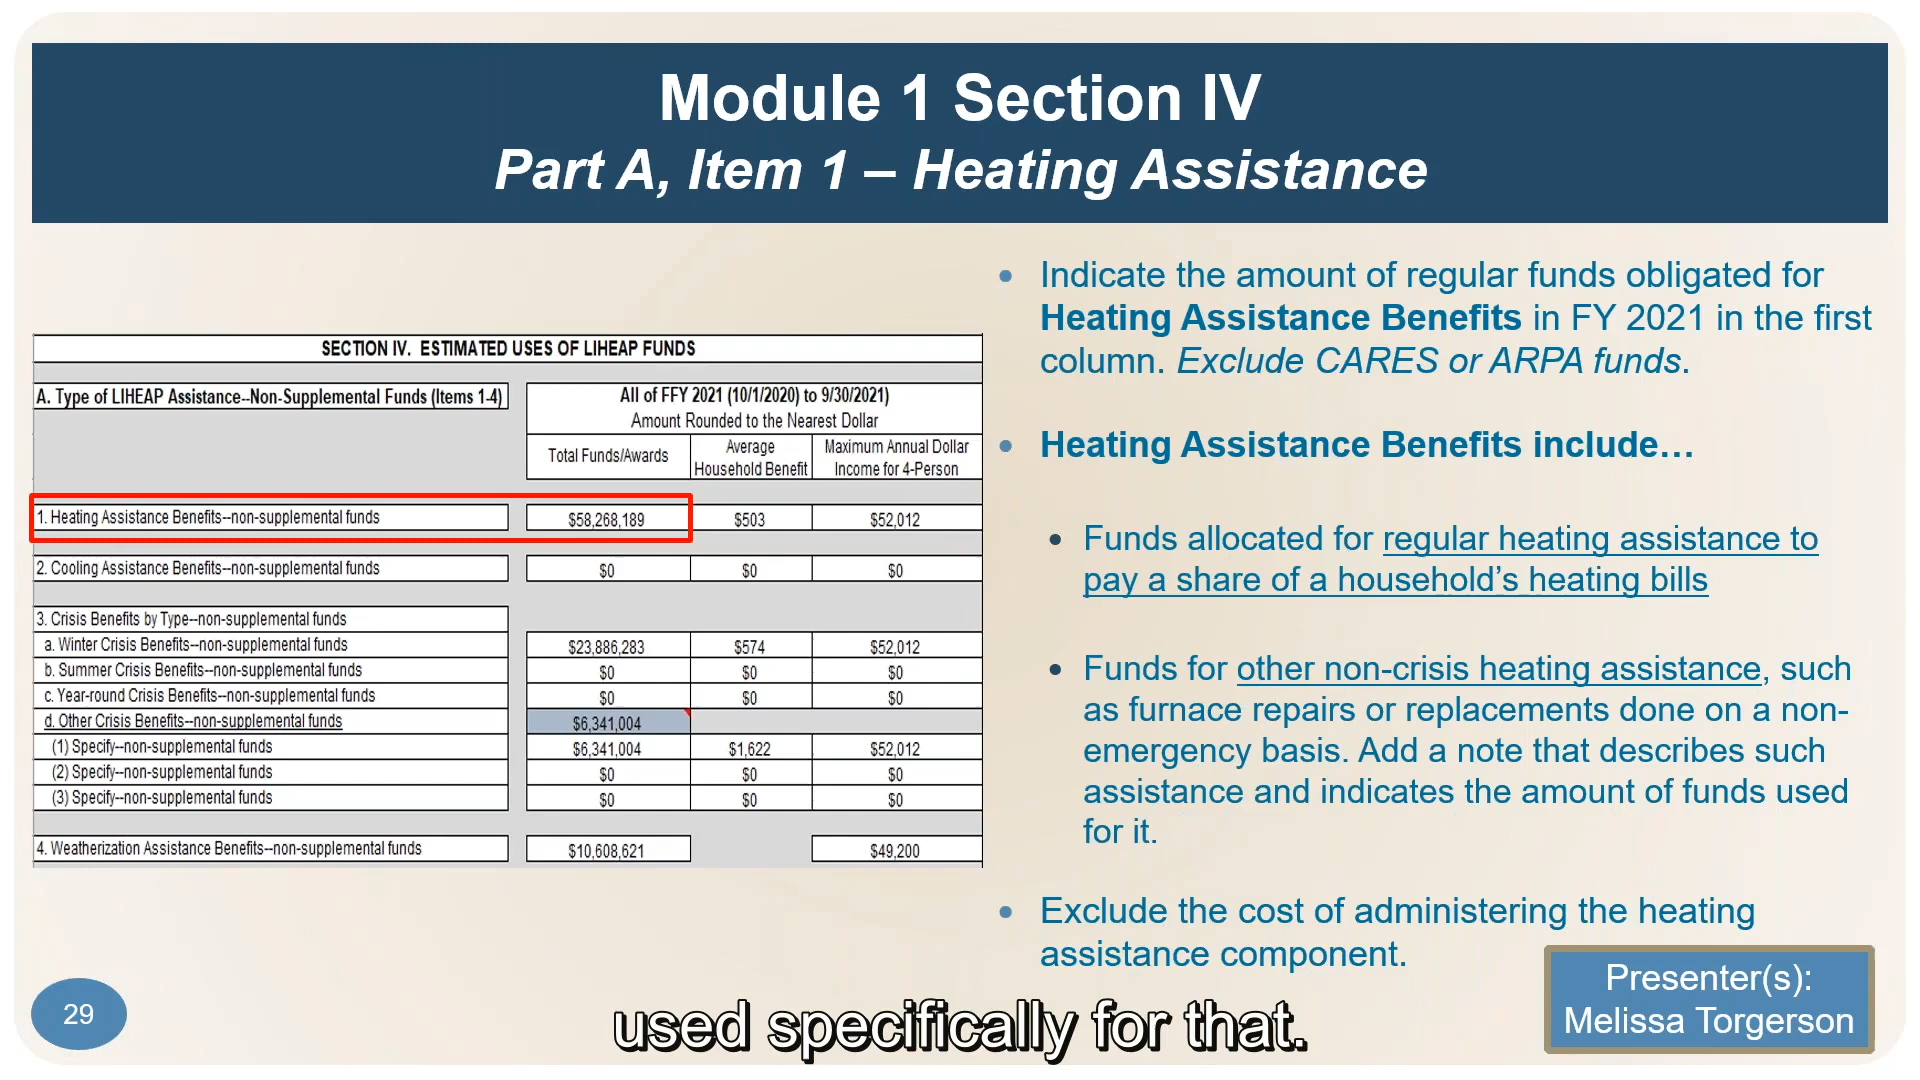 Module 1 Section IV
Part A, Item 1 – Heating Assistance
SECTION IV. ESTIMATED USES OF LIHEAP FUNDS
A. Type of LIHEAP Assistance--Non-Supplemental Funds (Items 1-4)
All of FFY 2021 (10/1/2020) to 9/30/2021)
Amount Rounded to the Nearest Dollar
Total Funds/Awards
Average
Household Benefit
Maximum Annual Dollar
Income for 4-Person
1. Heating Assistance Benefits--non-supplemental funds $58,268,189 $503 $52,012
2. Cooling Assistance Benefits--non-supplemental funds $0 $0 $0
3. Crisis Benefits by Type--non-supplemental funds
a. Winter Crisis Benefits--non-supplemental funds $23,886,283 $574 $52,012
b. Summer Crisis Benefits--non-supplemental funds $0 $0 $0
c. Year-round Crisis Benefits--non-supplemental funds $0 $0 $0
d. Other Crisis Benefits--non-supplemental funds $6,341,004
(1) Specify--non-supplemental funds $6,341,004 $1,622 $52,012
(2) Specify--non-supplemental funds $0 $0 $0
(3) Specify--non-supplemental funds $0 $0 $0
4. Weatherization Assistance Benefits--non-supplemental funds $10,608,621 $49,200
• Indicate the amount of regular funds obligated for
Heating Assistance Benefits in FY 2021 in the first
column. Exclude CARES or ARPA funds.
• Heating Assistance Benefits include…
• Funds allocated for regular heating assistance to
pay a share of a household’s heating bills
• Funds for other non-crisis heating assistance, such
as furnace repairs or replacements done on a non-
emergency basis. Add a note that describes such
assistance and indicates the amount of funds used
for it.
• Exclude the cost of administering the heating
assistance component.
Presenter(s):
Melissa Torgerson
29
used specifically for that.